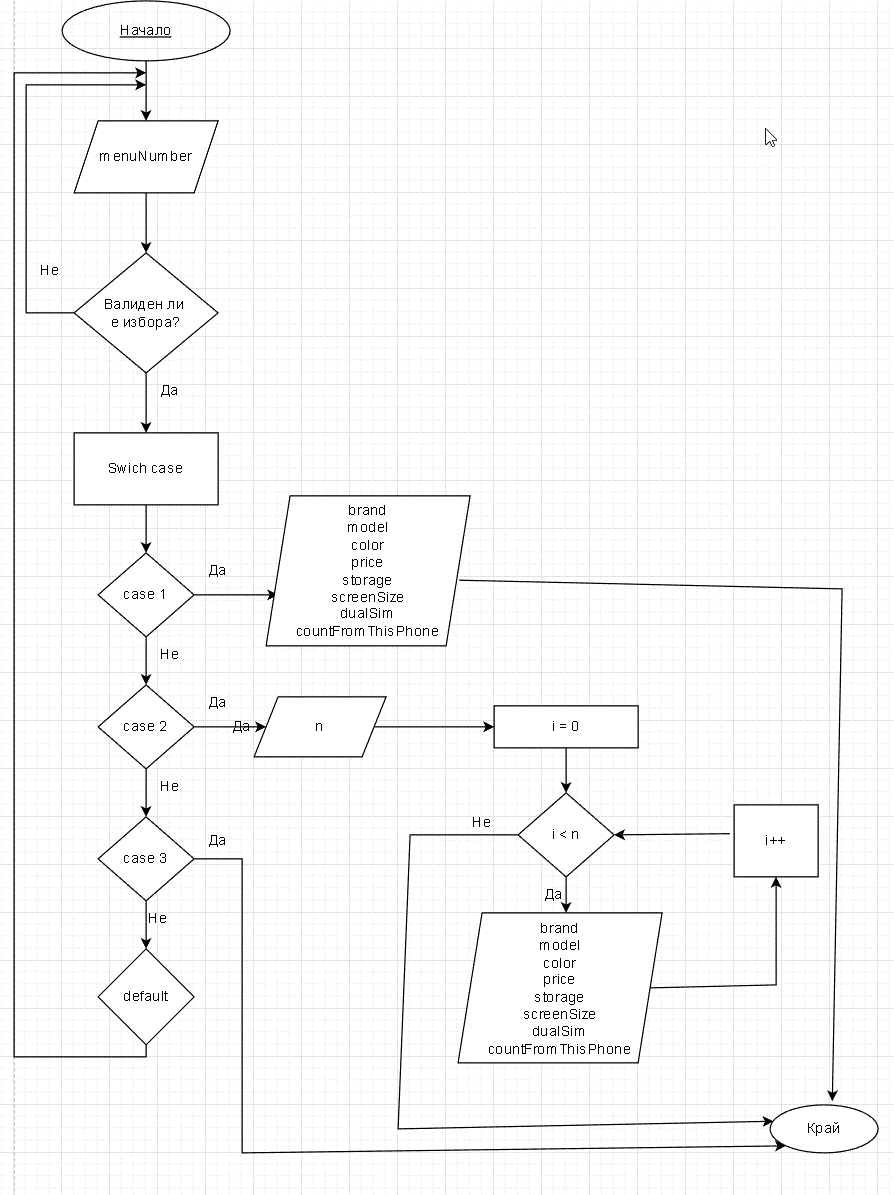 Начало
menuNumber
Не
Валиден ли
е избора?
Да
Swich case
brand
model
color
price
storage
screenSize
dualSim
countFromThisPhone
Да
case 1
Не
Да
case 2
Да
n
i = 0
Не
Не
i < n
i++
Да
case 3
Да
Не
brand
model
color
price
storage
screenSize
dualSim
countFromThisPhone
default
Край